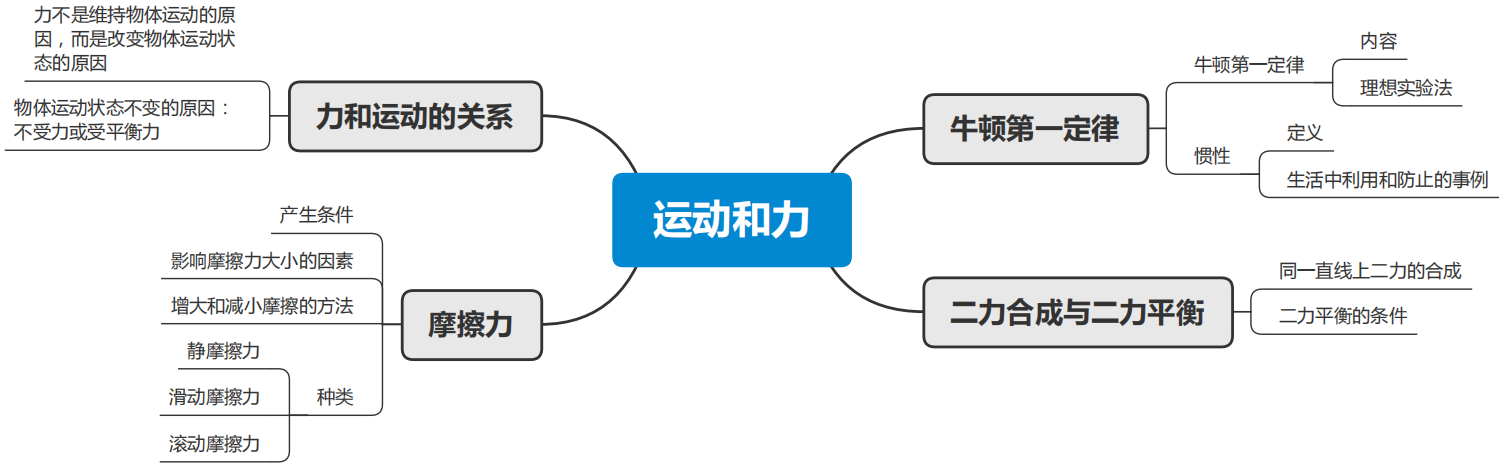 运动和力
牛顿第一定律
牛顿第一定律
内容
理想实验法
惯性
定义
生活中利用和防止的事例
二力合成与二力平衡
同一直线上二力的合成
二力平衡的条件
力和运动的关系
力不是维持物体运动的原
因，而是改变物体运动状
态的原因
物体运动状态不变的原因：
不受力或受平衡力
摩擦力
产生条件
影响摩擦力大小的因素
增大和减小摩擦的方法
种类
静摩擦力
滑动摩擦力
滚动摩擦力